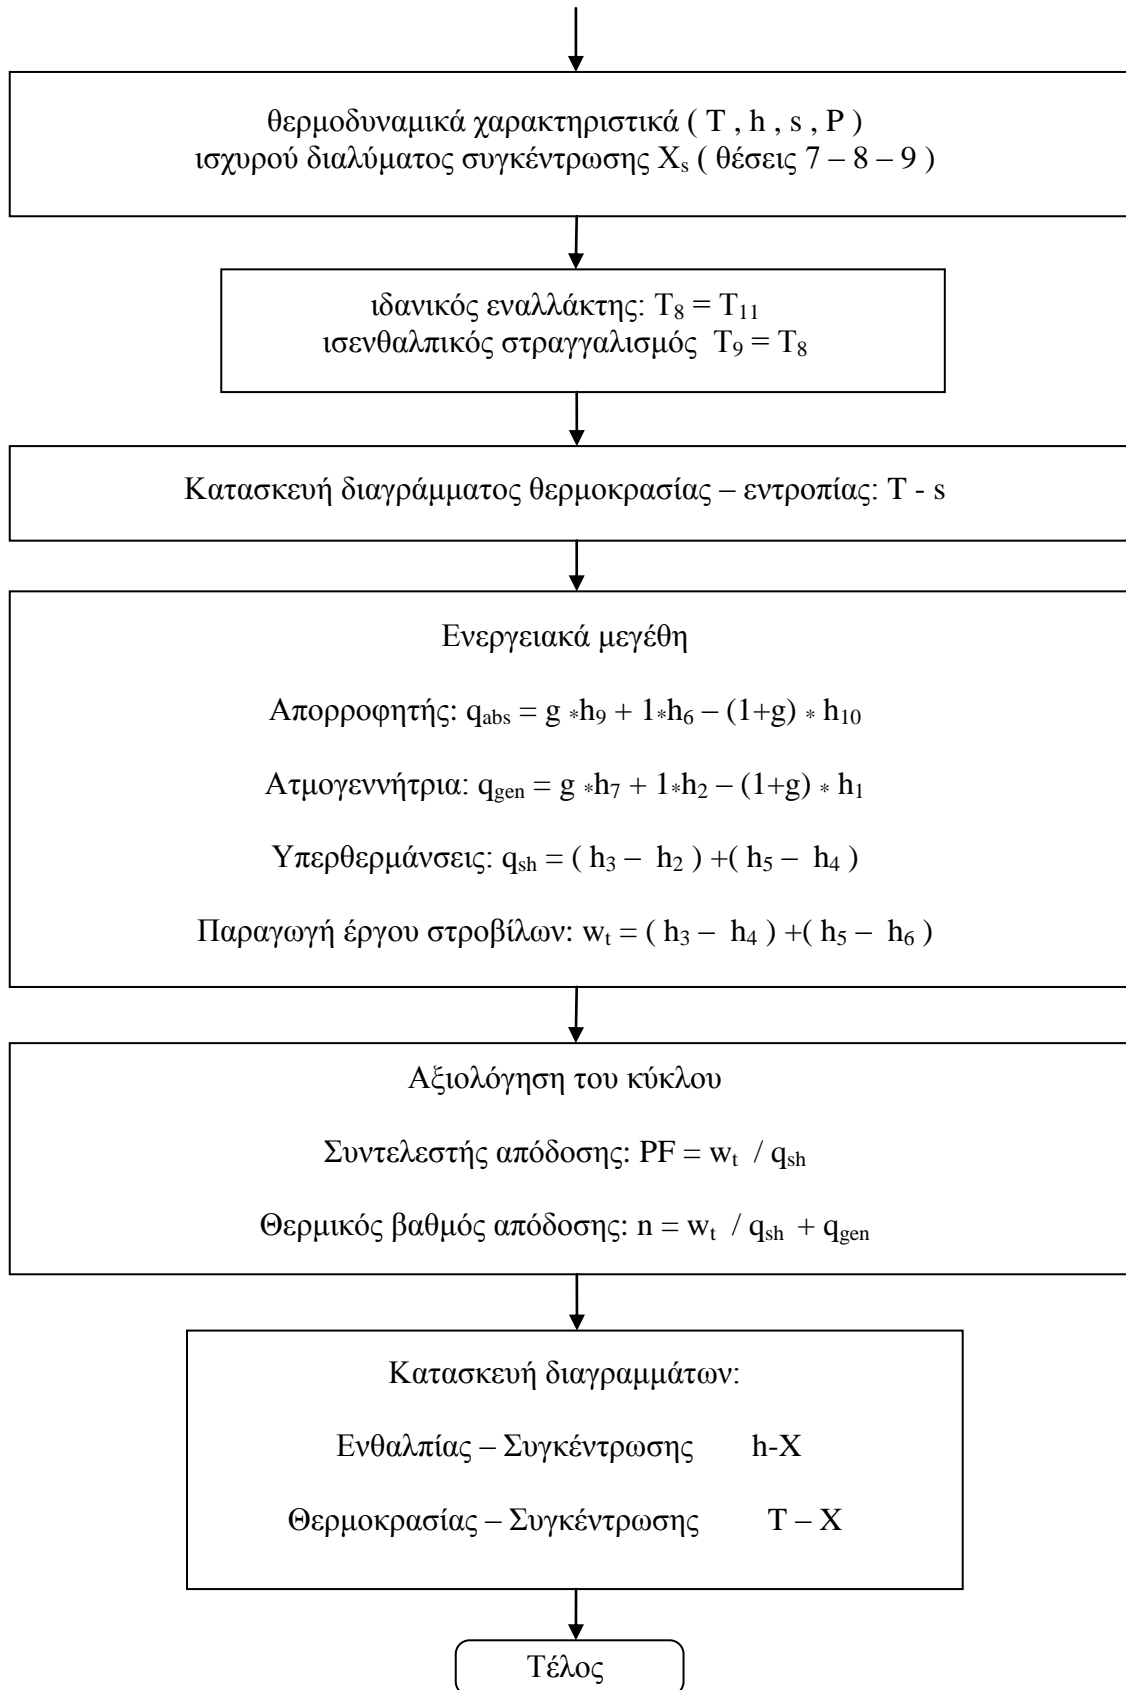 θερμοδυναμικά χαρακτηριστικά ( T , h , s , P )
ισχυρού διαλύματος συγκέντρωσης Xs ( θέσεις 7 – 8 – 9 )
ιδανικός εναλλάκτης: T8 = T11
ισενθαλπικός στραγγαλισμός T9 = T8
Κατασκευή διαγράμματος θερμοκρασίας – εντροπίας: T - s
Ενεργειακά μεγέθη
Απορροφητής: qabs = g *h9 + 1*h6 – (1+g) * h10
Ατμογεννήτρια: qgen = g *h7 + 1*h2 – (1+g) * h1
Υπερθερμάνσεις: qsh = ( h3 – h2 ) +( h5 – h4 )
Παραγωγή έργου στροβίλων: wt = ( h3 – h4 ) +( h5 – h6 )
Αξιολόγηση του κύκλου
Συντελεστής απόδοσης: PF = wt / qsh
Θερμικός βαθμός απόδοσης: n = wt / qsh + qgen
Κατασκευή διαγραμμάτων:
Ενθαλπίας – Συγκέντρωσης h-X
Θερμοκρασίας – Συγκέντρωσης T – X
Τέλος